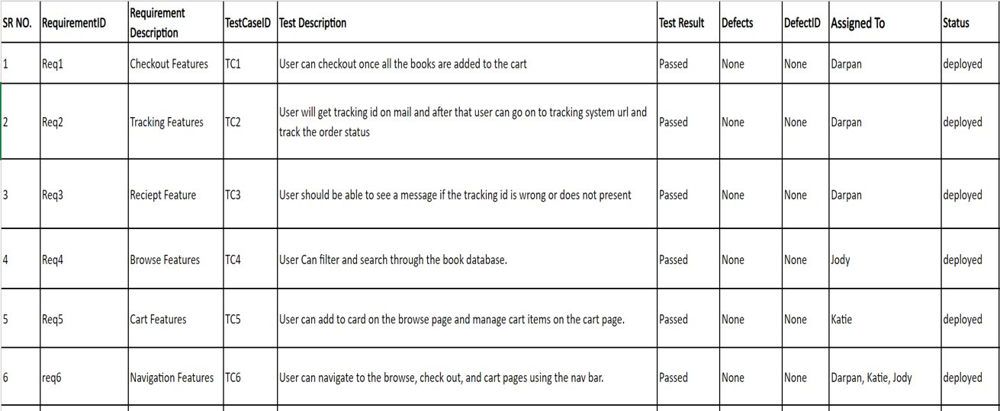 SR NO. RequirementID Requirement Description TestCaseID Test Description Test Result Defects DefectID Assigned To Status
1 Req1 Checkout Features TC1 User can checkout once all the books are added to the cart Passed None None Darpan deployed
2 Req2 Tracking Features TC2 User will get tracking id on mail and after that user can go on to tracking system url and track the order status Passed None None Darpan deployed
3 Req3 Reciept Feature TC3 User should be able to see a message if the tracking id is wrong or does not present Passed None None Darpan deployed
4 Req4 Browse Features TC4 User Can filter and search through the book database. Passed None None Jody deployed
5 Req5 Cart Features TC5 User can add to card on the browse page and manage cart items on the cart page. Passed None None Katie deployed
6 req6 Navigation Features TC6 User can navigate to the browse, check out, and cart pages using the nav bar. Passed None None Darpan, Katie, Jody deployed